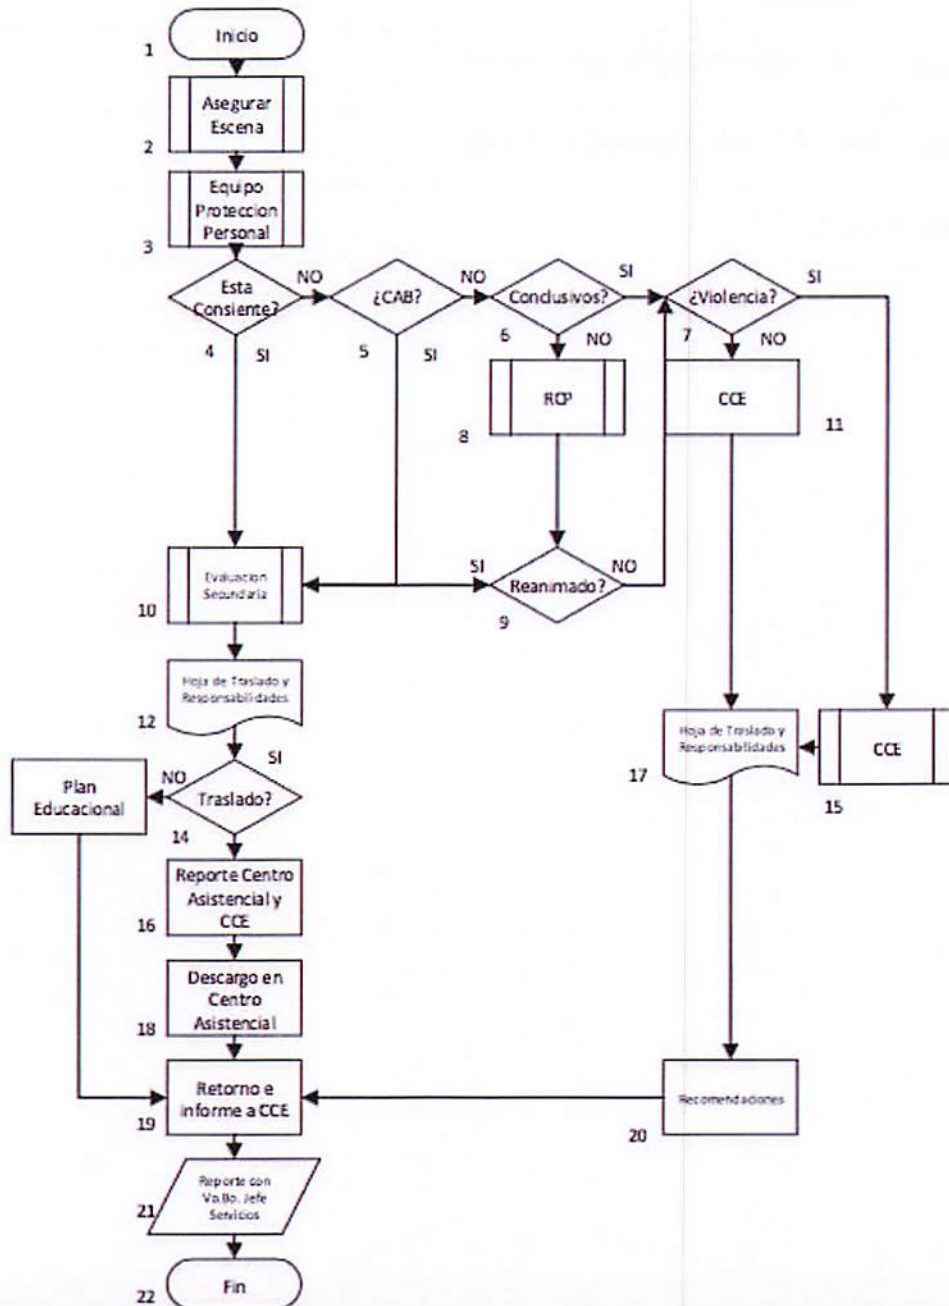 Inicio
1
Asegurar
Escena
2
Equipo
Proteccion
Personal
3
Esta
Consiente?
NO
4
SI
¿CAB?
NO
5
SI
Conclusivos?
SI
6
NO
¿Violencia?
SI
7
NO
RCP
8
CCE
11
Evaluacion
Secundaria
10
SI
Reanimado?
NO
9
Hoja de Traslado y
Responsabilidades
12
SI
NO
Traslado?
14
Plan
Educacional
Hoja de Traslado y
Responsabilidades
17
CCE
15
Reporte Centro
Asistencial y
CCE
16
Descargo en
Centro
Asistencial
18
Retorno e
informe a CCE
19
Recomendaciones
20
Reporte con
Vo.Bo. Jefe
Servicios
21
Fin
22